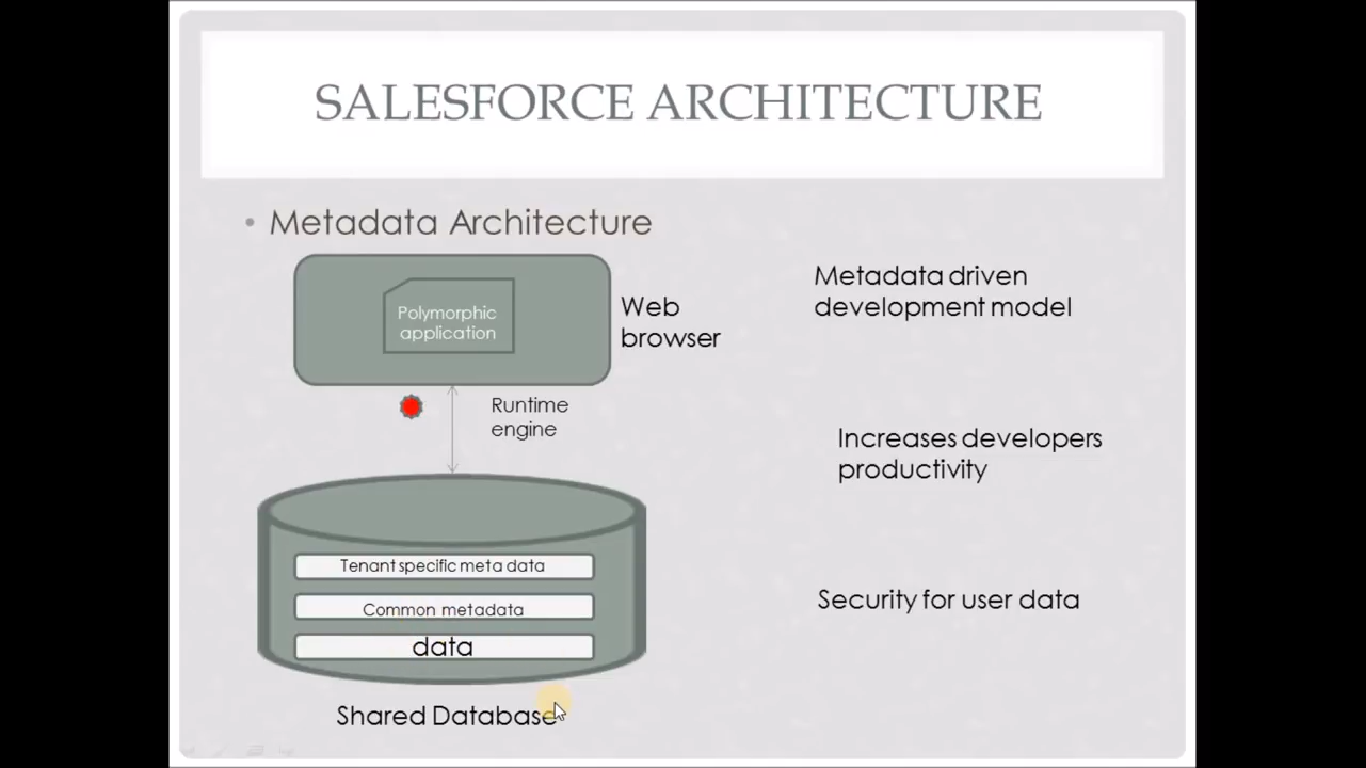 SALESFORCE ARCHITECTURE
• Metadata Architecture
Polymorphic
application
Web
browser
Runtime
engine
Tenant specific meta data
Common metadata
data
Shared Database
Metadata driven
development model
Increases developers
productivity
Security for user data